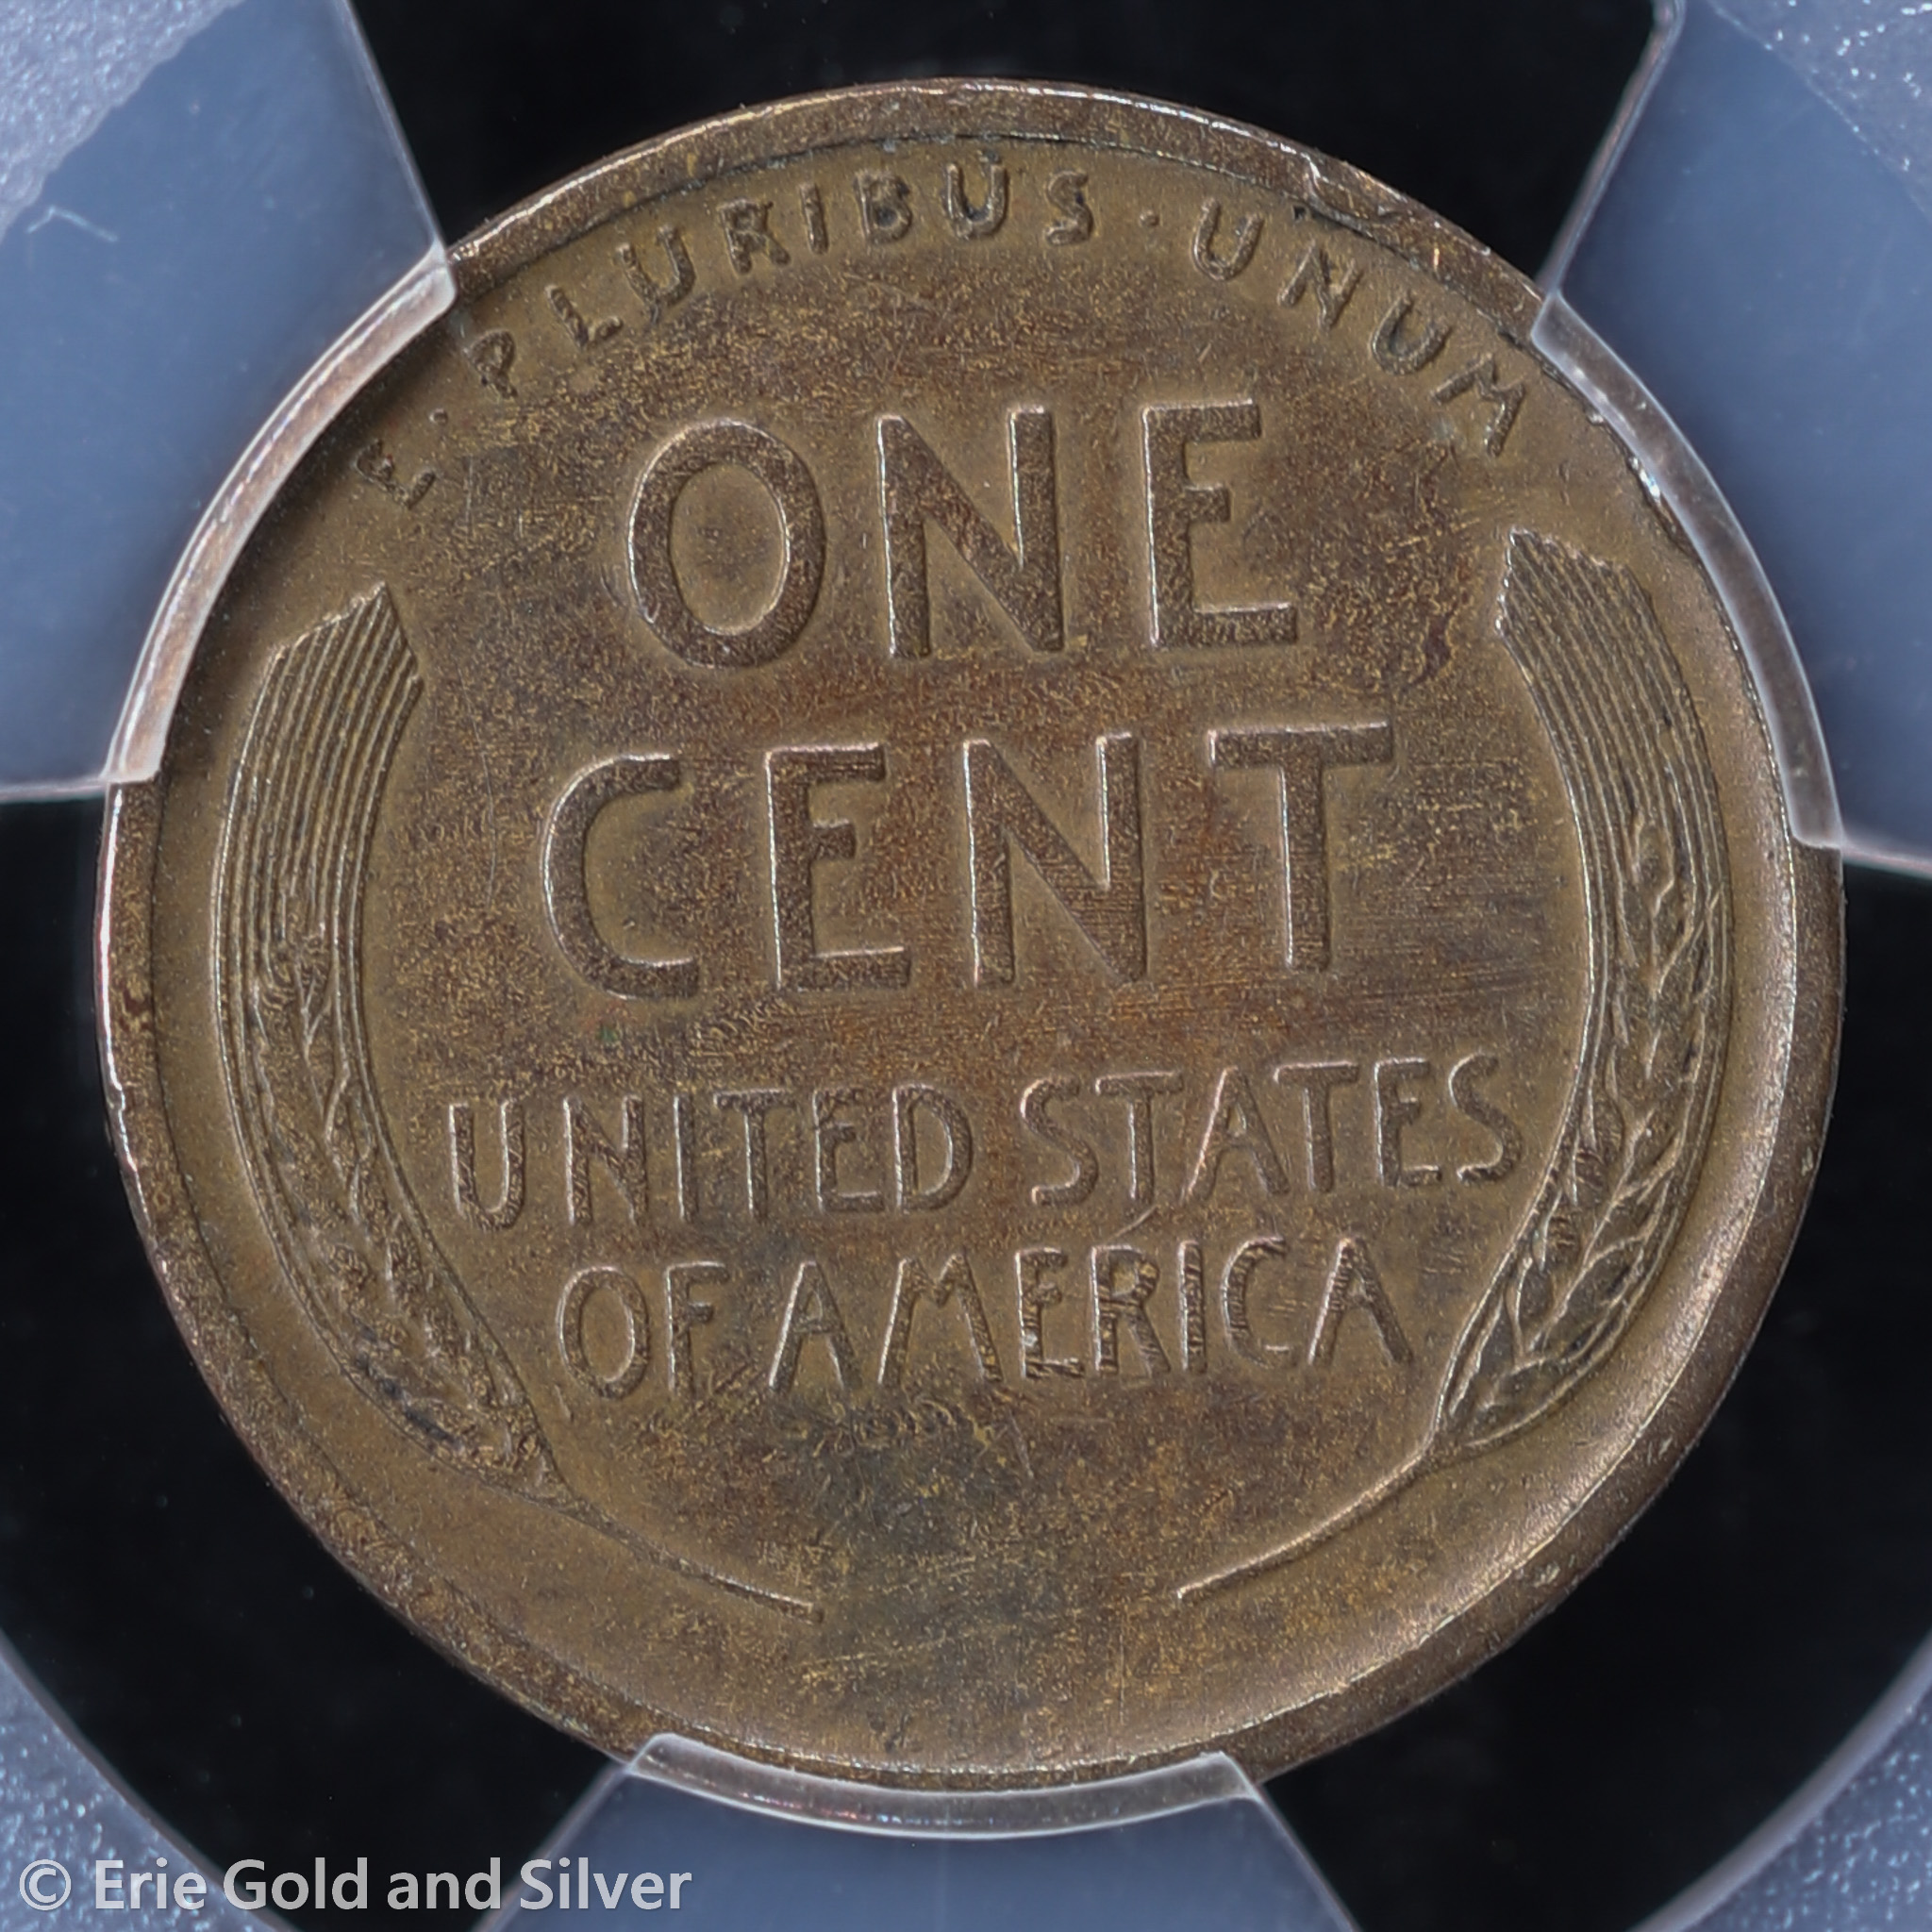 E·PLURIBUS·UNUM
ONE
CENT
UNITED STATES
OF AMERICA
© Erie Gold and Silver